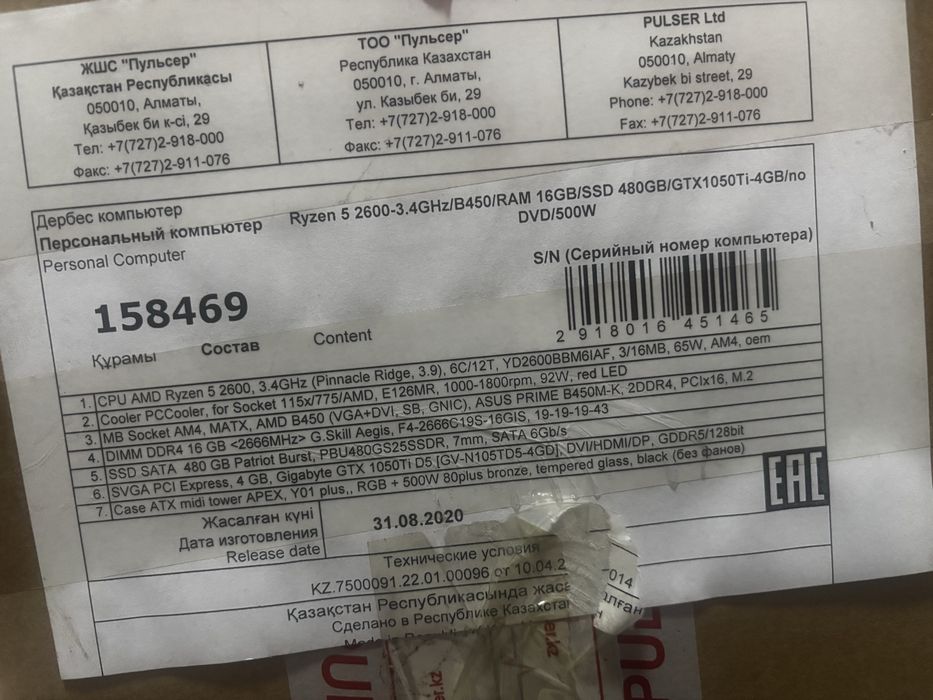 ЖШС "Пульсер"
Қазақстан Республикасы
050010, Алматы,
Қазыбек би к-сі, 29
Тел: +7(727)2-918-000
Факс: +7(727)2-911-076
ТОО "Пульсер"
Республика Казахстан
050010, г. Алматы,
ул. Казыбек би, 29
Тел: +7(727)2-918-000
Факс: +7(727)2-911-076
PULSER Ltd
Kazakhstan
050010, Almaty
Kazybek bi street, 29
Phone: +7(727)2-918-000
Fax: +7(727)2-911-076
Дербес компьютер
Персональный компьютер
Personal Computer
Ryzen 5 2600-3.4GHz/B450/RAM 16GB/SSD 480GB/GTX1050Ti-4GB/no
DVD/500W
S/N (Серийный номер компьютера)
2 918016 451465
158469
Құрамы Состав Content
1. CPU AMD Ryzen 5 2600, 3.4GHz (Pinnacle Ridge, 3.9), 6C/12T, YD2600BBM6IAF, 3/16MB, 65W, AM4, oem
2. Cooler PCCooler, for Socket 115x/775/AMD, E126MR, 1000-1800rpm, 92W, red LED
3. MB Socket AM4, MATX, AMD B450 (VGA+DVI, SB, GNIC), ASUS PRIME B450M-K, 2DDR4, PCIx16, M.2
4. DIMM DDR4 16 GB <2666MHz> G.Skill Aegis, F4-2666C19S-16GIS, 19-19-19-43
5. SSD SATA 480 GB Patriot Burst, PBU480GS25SSDR, 7mm, SATA 6Gb/s
6. SVGA PCI Express, 4 GB, Gigabyte GTX 1050Ti D5 [GV-N105TD5-4GD], DVI/HDMI/DP, GDDR5/128bit
7. Case ATX midi tower APEX, Y01 plus,, RGB + 500W 80plus bronze, tempered glass, black (без фанов)
EAC
Жасалған күні
Дата изготовления
Release date
31.08.2020
Технические условия
KZ.7500091.22.01.00096 от 10.04.2014
Қазақстан Республикасында жасалған
Сделано в Республике Казахстан